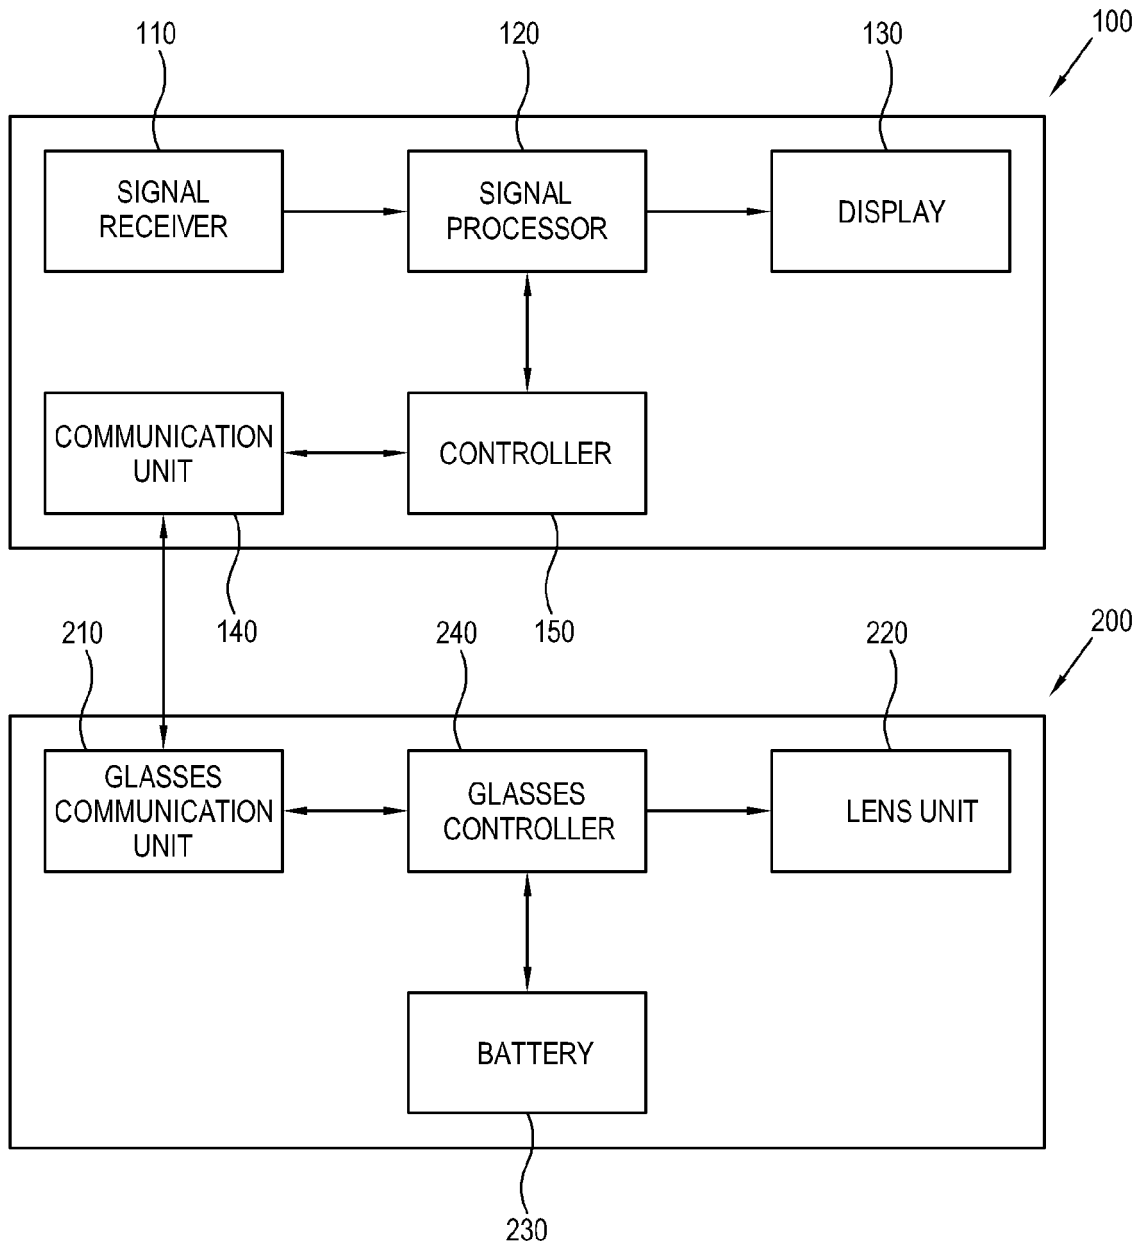 110
120
130
100
SIGNAL
RECEIVER
SIGNAL
PROCESSOR
DISPLAY
COMMUNICATION
UNIT
CONTROLLER
140
150
200
210
240
220
GLASSES
COMMUNICATION
UNIT
GLASSES
CONTROLLER
LENS UNIT
BATTERY
230